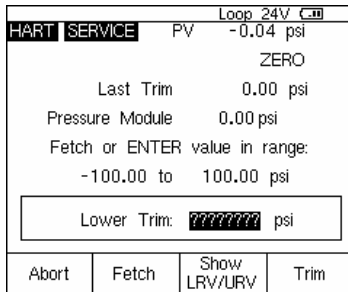 Loop 24V
HART SERVICE PV -0.04 psi
ZERO
Last Trim 0.00 psi
Pressure Module 0.00 psi
Fetch or ENTER value in range:
-100.00 to 100.00 psi
Lower Trim: ???????? psi
Abort Fetch Show LRV/URV Trim